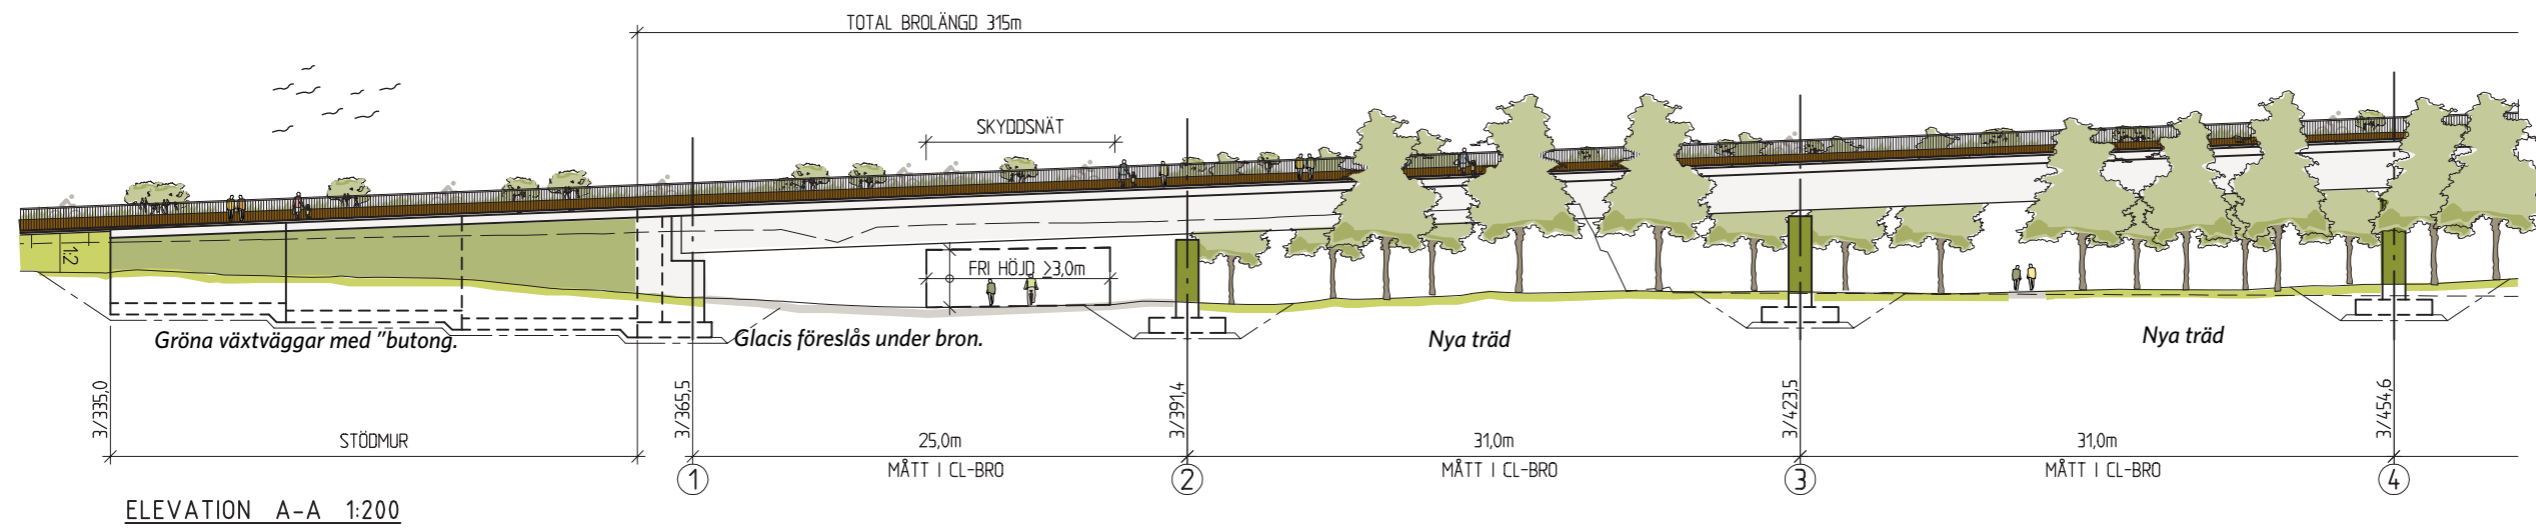 TOTAL BROLÄNGD 315m
SKYDDSNÄT
1:2
FRI HÖJD ≥3,0m
Gröna växtväggar med ”butong.
Glacis föreslås under bron.
Nya träd
Nya träd
3/335,0
3/365,5
3/391,4
3/423,5
3/454,6
STÖDMUR
25,0m
31,0m
31,0m
MÅTT I CL-BRO
MÅTT I CL-BRO
MÅTT I CL-BRO
1
2
3
4
ELEVATION A-A 1:200